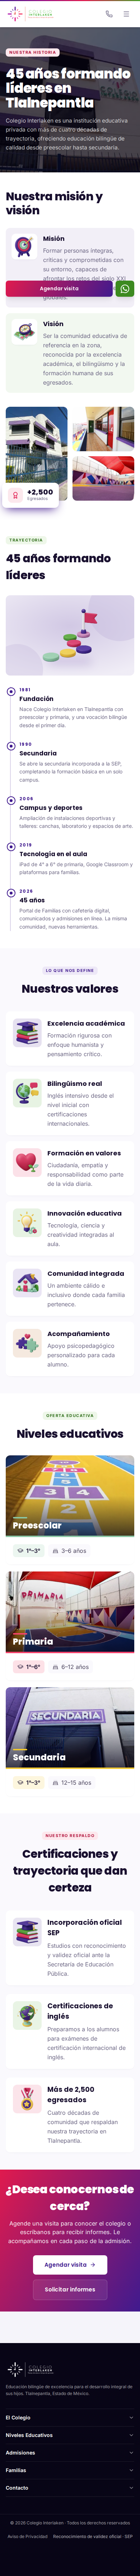 COLEGIO
INTERLAKEN
NUESTRA HISTORIA
45 años formando
líderes en
Tlalnepantla
Colegio Interlaken es una institución educativa
privada con más de cuatro décadas de
trayectoria, ofreciendo educación bilingüe de
calidad desde preescolar hasta secundaria.
Nuestra misión y
visión
Misión
Formar personas íntegras,
críticas y comprometidas con
su entorno, capaces de
afrontar los retos del siglo XXI
Agendar visita
globales.
Visión
Ser la comunidad educativa de
referencia en la zona,
reconocida por la excelencia
académica, el bilingüismo y la
formación humana de sus
egresados.
+2,500
Egresados
TRAYECTORIA
45 años formando
líderes
1981
Fundación
Nace Colegio Interlaken en Tlalnepantla con
preescolar y primaria, y una vocación bilingüe
desde el primer día.
1990
Secundaria
Se abre la secundaria incorporada a la SEP,
completando la formación básica en un solo
campus.
2005
Campus y deportes
Ampliación de instalaciones deportivas y
talleres: canchas, laboratorio y espacios de arte.
2019
Tecnología en el aula
iPad de 4° a 6° de primaria, Google Classroom y
plataformas para familias.
2026
45 años
Portal de Familias con carpeta digital,
comunicados y admisiones en línea. La misma
comunidad, nuevas herramientas.
LO QUE NOS DEFINE
Nuestros valores
Excelencia académica
Formación rigurosa con
enfoque humanista y
pensamiento crítico.
Bilingüismo real
Inglés intensivo desde el
nivel inicial con
certificaciones
internacionales.
Formación en valores
Ciudadanía, empatía y
responsabilidad como parte
de la vida diaria.
Innovación educativa
Tecnología, ciencia y
creatividad integradas al
aula.
Comunidad integrada
Un ambiente cálido e
inclusivo donde cada familia
pertenece.
Acompañamiento
Apoyo psicopedagógico
personalizado para cada
alumno.
OFERTA EDUCATIVA
Niveles educativos
Preescolar
1°–3°
3–6 años
PRIMARIA
Primaria
1°–6°
6–12 años
SECUNDARIA
Secundaria
1°–3°
12–15 años
NUESTRO RESPALDO
Certificaciones y
trayectoria que dan
certeza
Incorporación oficial
SEP
Estudios con reconocimiento
y validez oficial ante la
Secretaría de Educación
Pública.
Certificaciones de
inglés
Preparamos a los alumnos
para exámenes de
certificación internacional de
inglés.
Más de 2,500
egresados
Cuatro décadas de
comunidad que respaldan
nuestra trayectoria en
Tlalnepantla.
¿Desea conocernos de
cerca?
Agende una visita para conocer el colegio o
escríbanos para recibir informes. Le
acompañamos en cada paso de la admisión.
Agendar visita
Solicitar informes
COLEGIO
INTERLAKEN
Educación bilingüe de excelencia para el desarrollo integral de
sus hijos, Tlalnepantla, Estado de México.
El Colegio
Niveles Educativos
Admisiones
Familias
Contacto
© 2026 Colegio Interlaken · Todos los derechos reservados
Aviso de Privacidad Reconocimiento de validez oficial · SEP